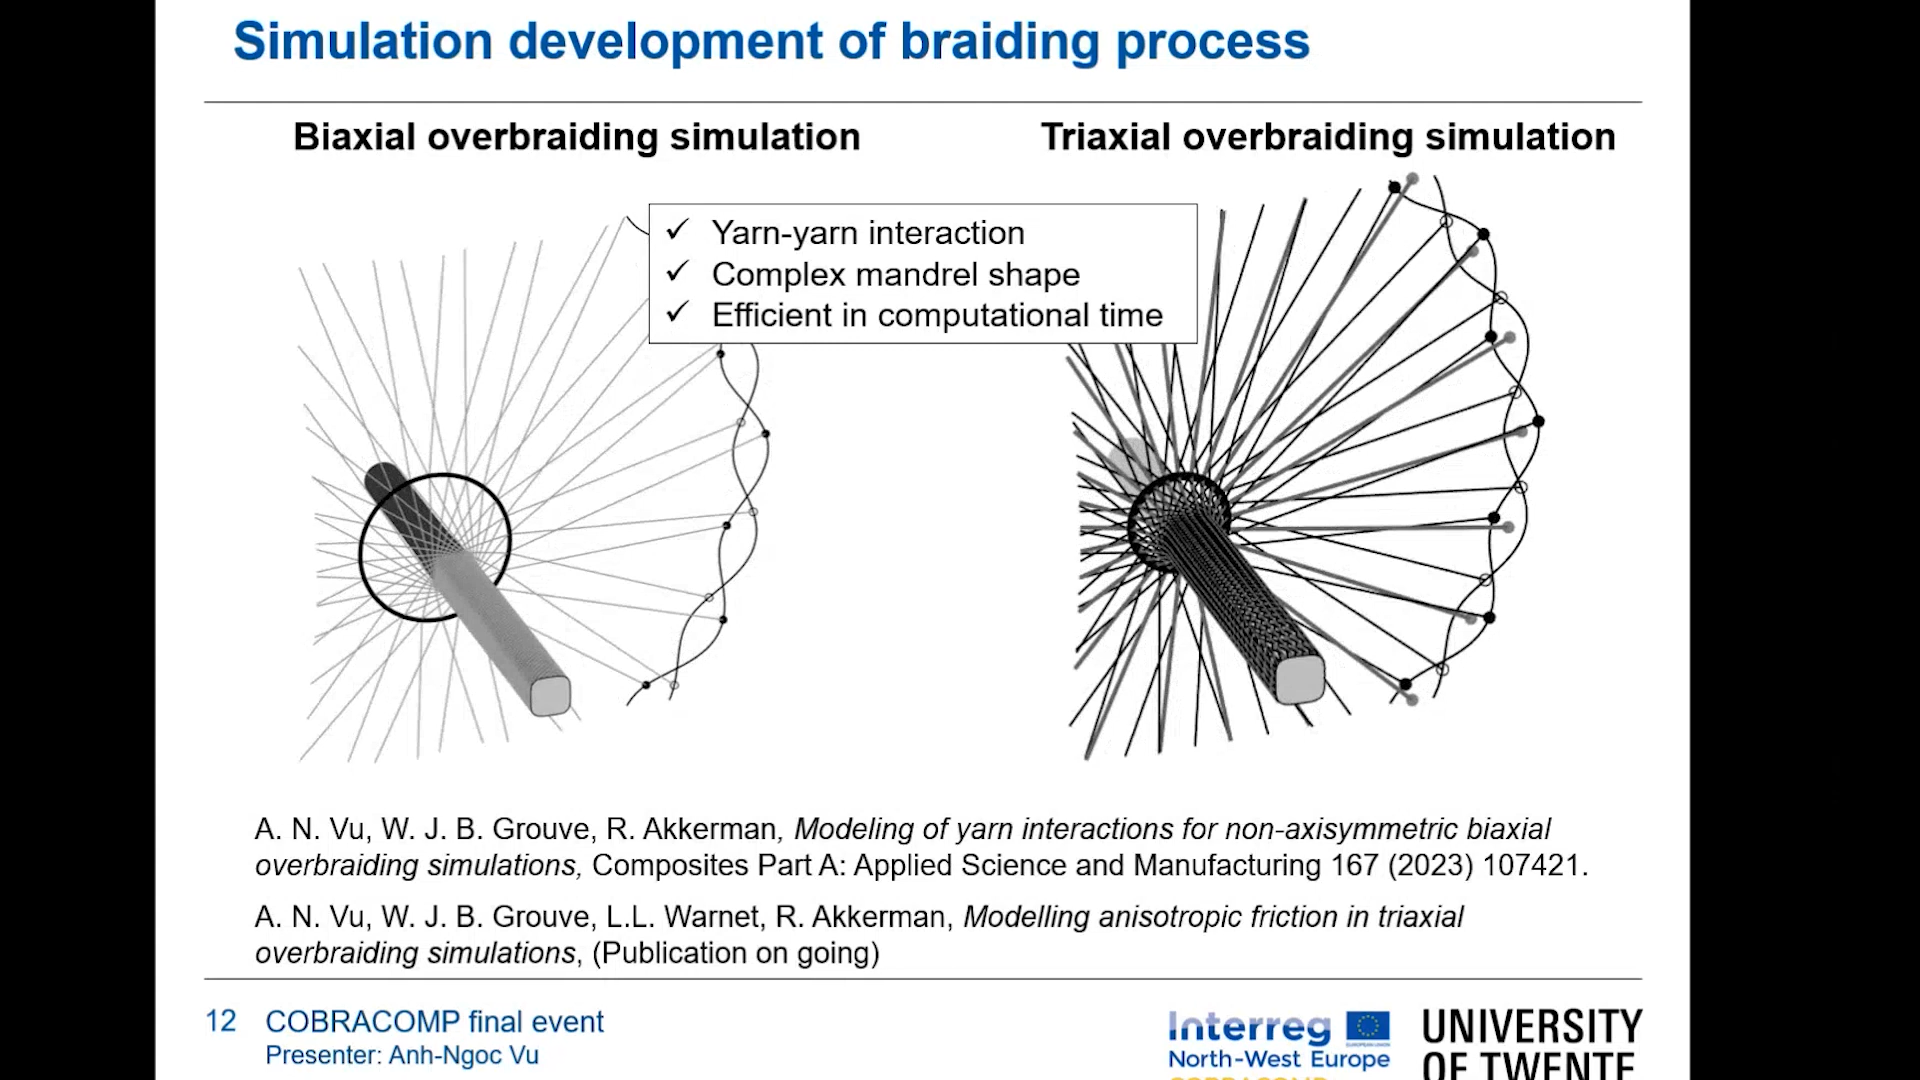 Simulation development of braiding process
Biaxial overbraiding simulation
Triaxial overbraiding simulation
✓ Yarn-yarn interaction
✓ Complex mandrel shape
✓ Efficient in computational time
A. N. Vu, W. J. B. Grouve, R. Akkerman, Modeling of yarn interactions for non-axisymmetric biaxial
overbraiding simulations, Composites Part A: Applied Science and Manufacturing 167 (2023) 107421.
A. N. Vu, W. J. B. Grouve, L.L. Warnet, R. Akkerman, Modelling anisotropic friction in triaxial
overbraiding simulations, (Publication on going)
12 COBRACOMP final event
Presenter: Anh-Ngoc Vu
Interreg
EUROPEAN UNION
North-West Europe
COBRACOMP
UNIVERSITY
OF TWENTE